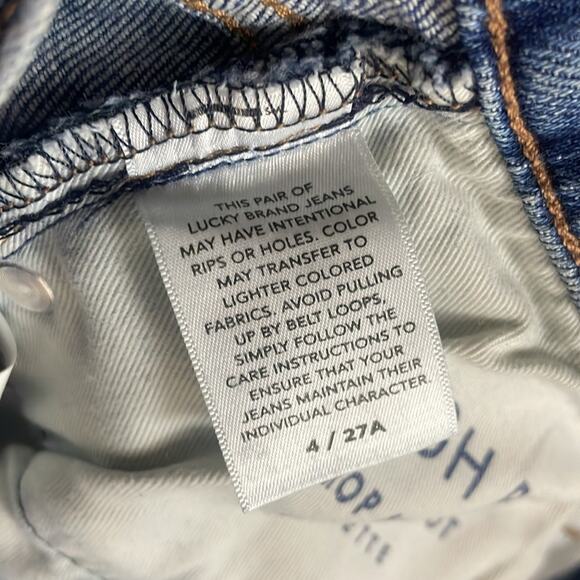 THIS PAIR OF
LUCKY BRAND JEANS
MAY HAVE INTENTIONAL
RIPS OR HOLES. COLOR
MAY TRANSFER TO
LIGHTER COLORED
FABRICS. AVOID PULLING
UP BY BELT LOOPS,
SIMPLY FOLLOW THE
CARE INSTRUCTIONS TO
ENSURE THAT YOUR
JEANS MAINTAIN THEIR
INDIVIDUAL CHARACTER.
4 / 27A